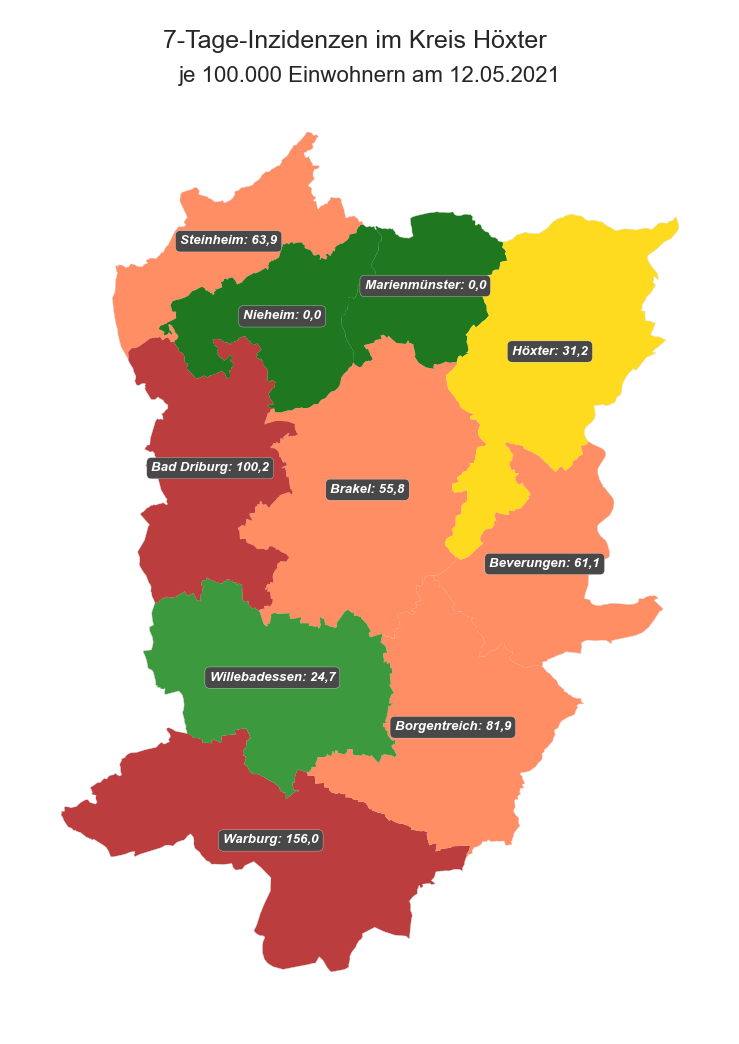 7-Tage-Inzidenzen im Kreis Höxter
je 100.000 Einwohnern am 12.05.2021
Steinheim: 63,9
Marienmünster: 0,0
Nieheim: 0,0
Höxter: 31,2
Bad Driburg: 100,2
Brakel: 55,8
Beverungen: 61,1
Willebadessen: 24,7
Borgentreich: 81,9
Warburg: 156,0